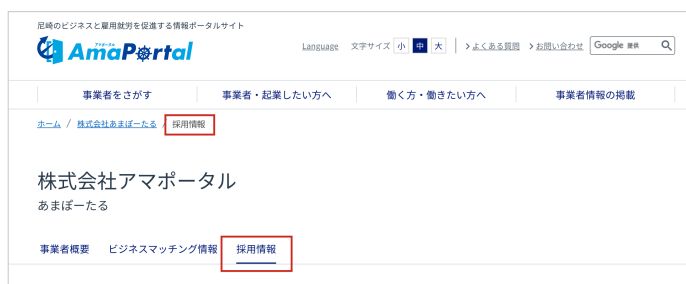 尼崎のビジネスと雇用就労を促進する情報ポータルサイト
アマポータル
AmaPortal
Language 文字サイズ 小 中 大 よくある質問 お問い合わせ Google 提供
事業者をさがす 事業者・起業したい方へ 働く方・働きたい方へ 事業者情報の掲載
ホーム / 株式会社あまぽーたる / 採用情報
株式会社アマポータル
あまぽーたる
事業者概要 ビジネスマッチング情報 採用情報